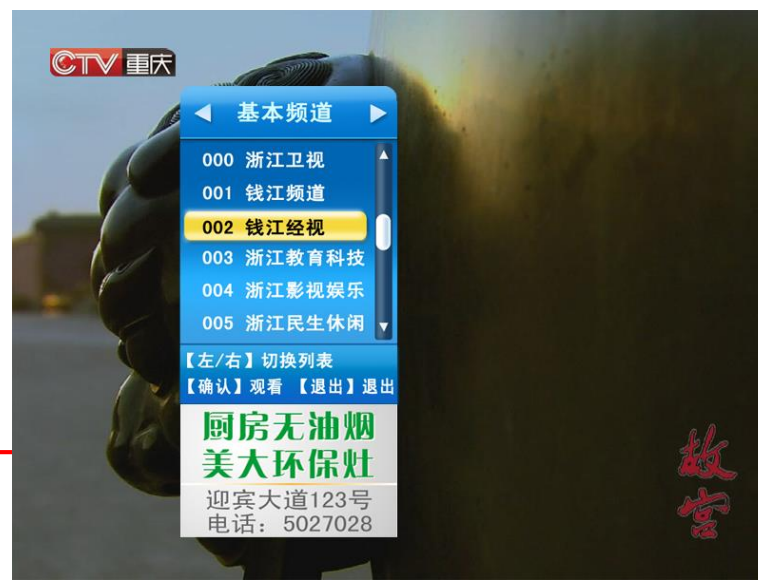 CTV 重庆
◀ 基本频道 ▶
000 浙江卫视
001 钱江频道
002 钱江经视
003 浙江教育科技
004 浙江影视娱乐
005 浙江民生休闲
【左/右】切换列表
【确认】观看 【退出】退出
厨房无油烟
美大环保灶
迎宾大道123号
电话：5027028
故宫